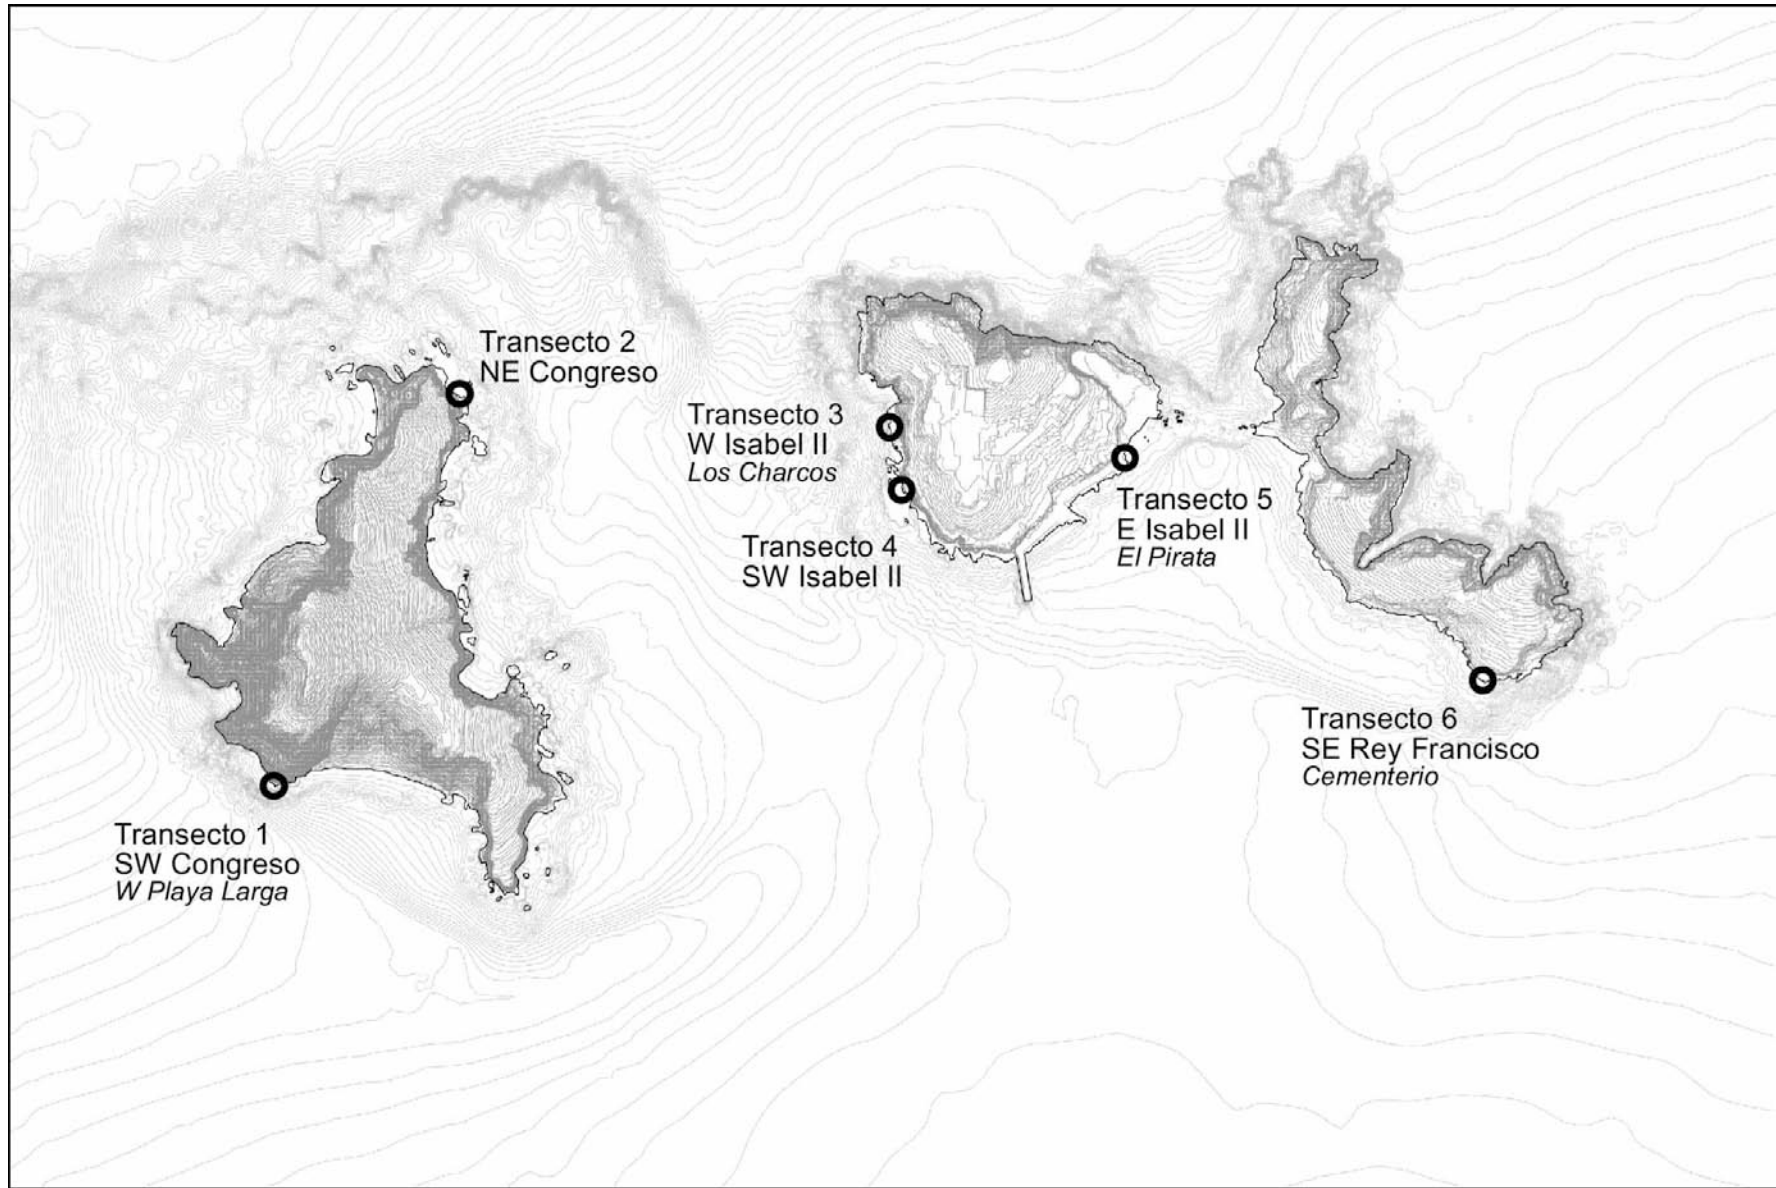 Transecto 2
NE Congreso
Transecto 3
W Isabel II
Los Charcos
Transecto 4
SW Isabel II
Transecto 5
E Isabel II
El Pirata
Transecto 6
SE Rey Francisco
Cementerio
Transecto 1
SW Congreso
W Playa Larga